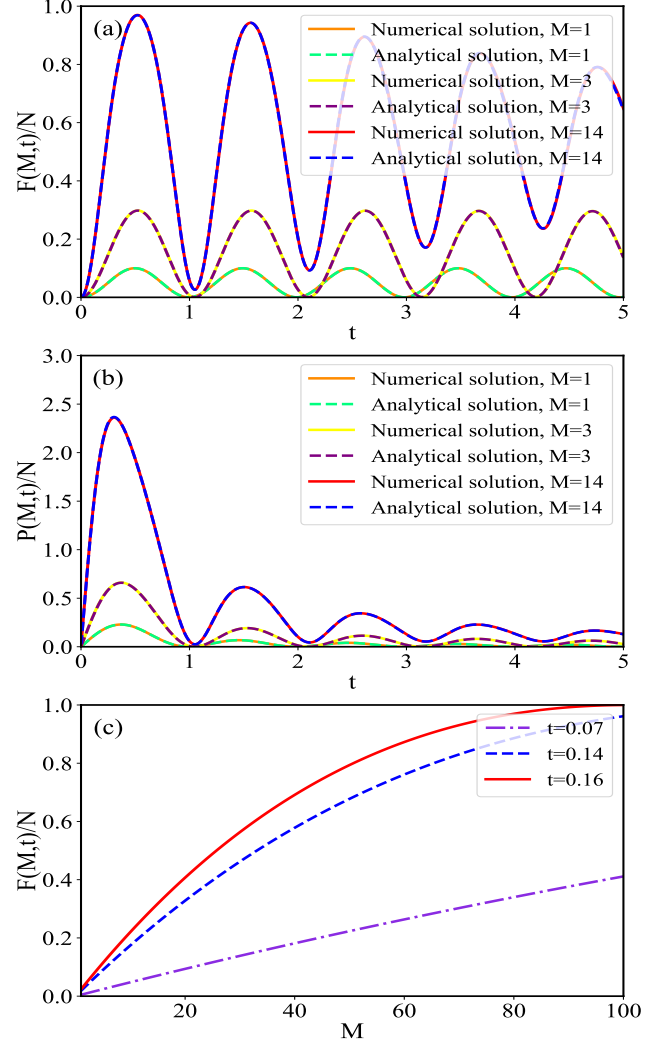 (a)
F(M,t)/N
1.0
0.8
0.6
0.4
0.2
0.0
Numerical solution, M=1
Analytical solution, M=1
Numerical solution, M=3
Analytical solution, M=3
Numerical solution, M=14
Analytical solution, M=14
0 1 2 3 4 5
t
(b)
P(M,t)/N
3.0
2.5
2.0
1.5
1.0
0.5
0.0
Numerical solution, M=1
Analytical solution, M=1
Numerical solution, M=3
Analytical solution, M=3
Numerical solution, M=14
Analytical solution, M=14
0 1 2 3 4 5
t
(c)
F(M,t)/N
1.0
0.8
0.6
0.4
0.2
0.0
t=0.07
t=0.14
t=0.16
20 40 60 80 100
M